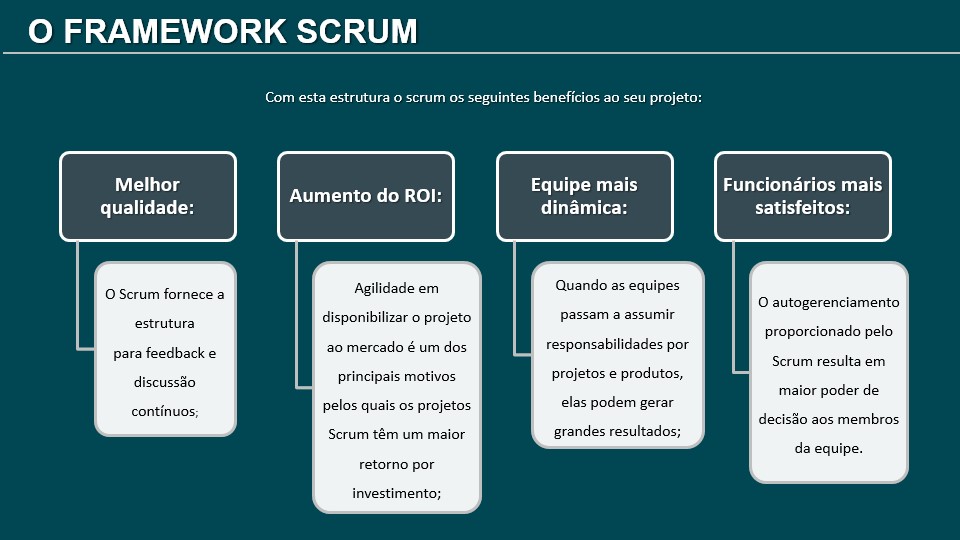 O FRAMEWORK SCRUM
Com esta estrutura o scrum os seguintes benefícios ao seu projeto:
Melhor
qualidade:
O Scrum fornece a
estrutura
para feedback e
discussão
contínuos;
Aumento do ROI:
Agilidade em
disponibilizar o projeto
ao mercado é um dos
principais motivos
pelos quais os projetos
Scrum têm um maior
retorno por
investimento;
Equipe mais
dinâmica:
Quando as equipes
passam a assumir
responsabilidades por
projetos e produtos,
elas podem gerar
grandes resultados;
Funcionários mais
satisfeitos:
O autogerenciamento
proporcionado pelo
Scrum resulta em
maior poder de
decisão aos membros
da equipe.